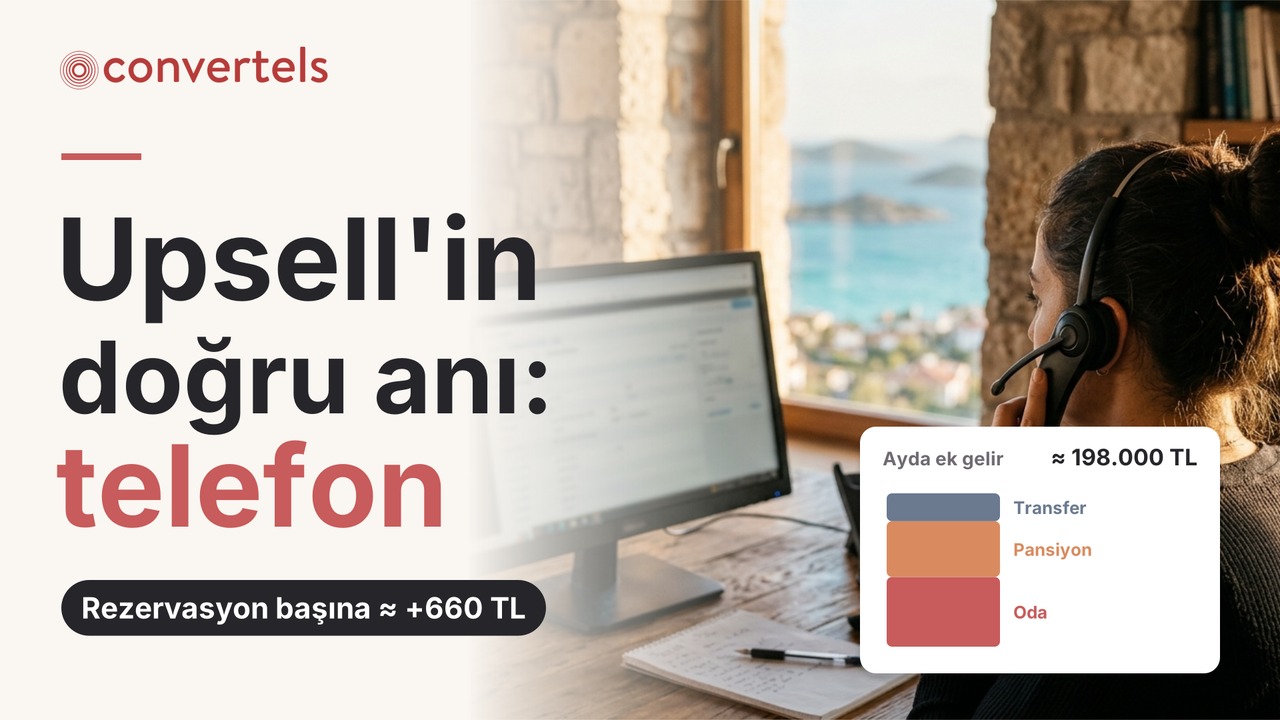 convertels
Upsell'in
doğru anı:
telefon
Rezervasyon başına ≈ +660 TL
Ayda ek gelir ≈ 198.000 TL
Transfer
Pansiyon
Oda